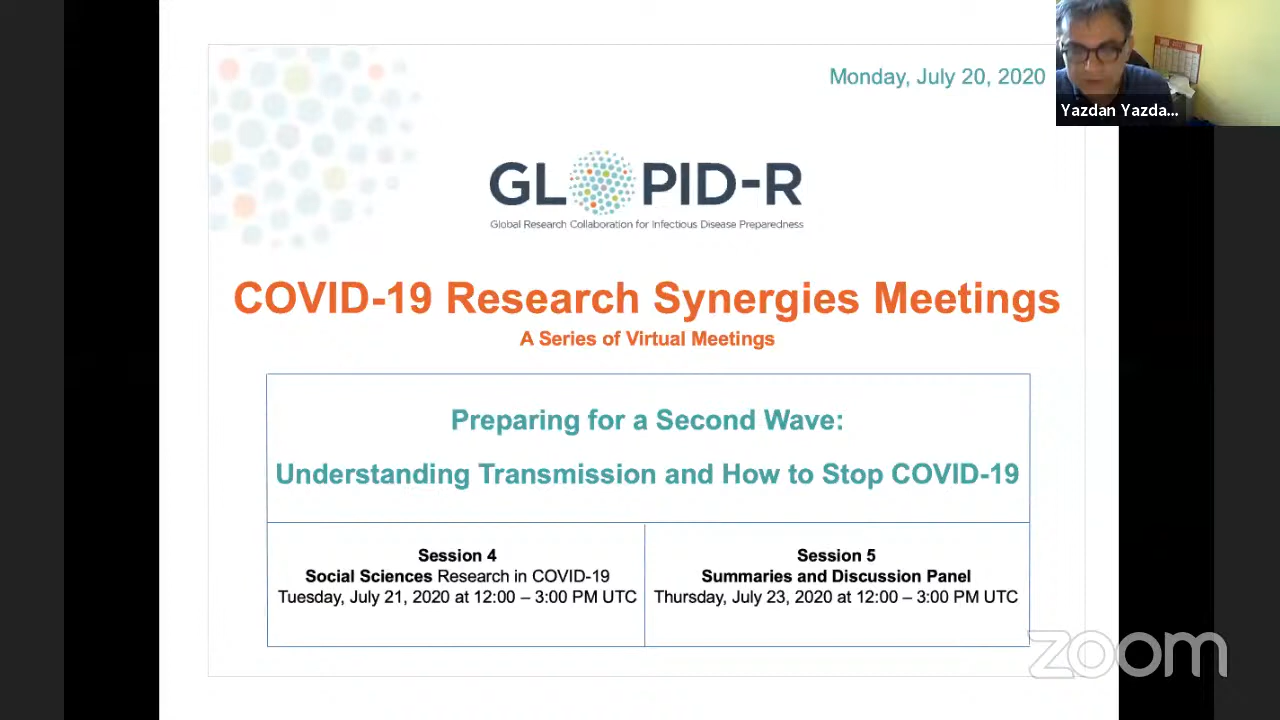 Monday, July 20, 2020
Yazdan Yazda...
GLOPID-R
Global Research Collaboration for Infectious Disease Preparedness
COVID-19 Research Synergies Meetings
A Series of Virtual Meetings
Preparing for a Second Wave:
Understanding Transmission and How to Stop COVID-19
Session 4
Social Sciences Research in COVID-19
Tuesday, July 21, 2020 at 12:00 – 3:00 PM UTC
Session 5
Summaries and Discussion Panel
Thursday, July 23, 2020 at 12:00 – 3:00 PM UTC
zoom